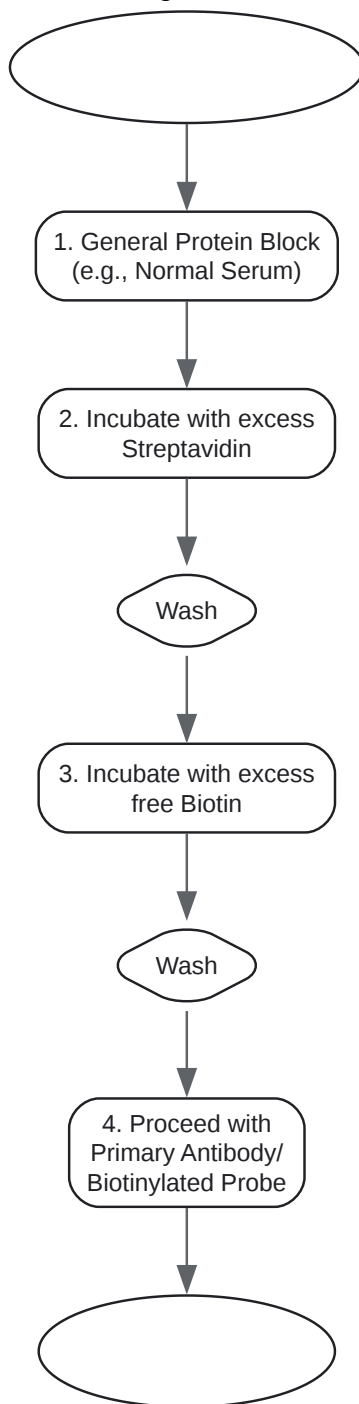 1. General Protein Block
(e.g., Normal Serum)
2. Incubate with excess
Streptavidin
Wash
3. Incubate with excess
free Biotin
Wash
4. Proceed with
Primary Antibody/
Biotinylated Probe